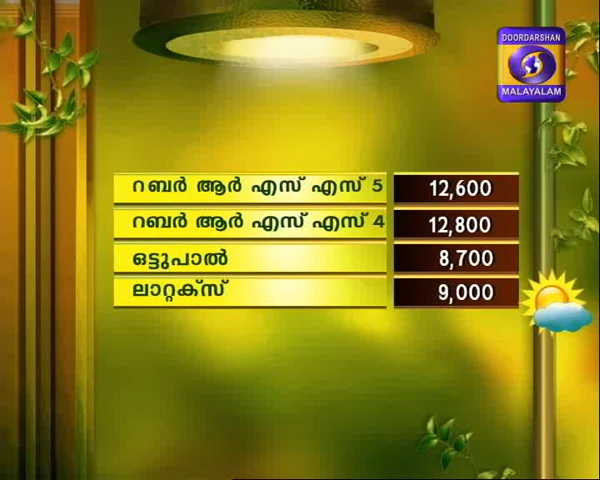 DOORDARSHAN
MALAYALAM
റബർ ആർ എസ് എസ് 5 12,600
റബർ ആർ എസ് എസ് 4 12,800
ഒട്ടുപാൽ 8,700
ലാറ്റക്സ് 9,000